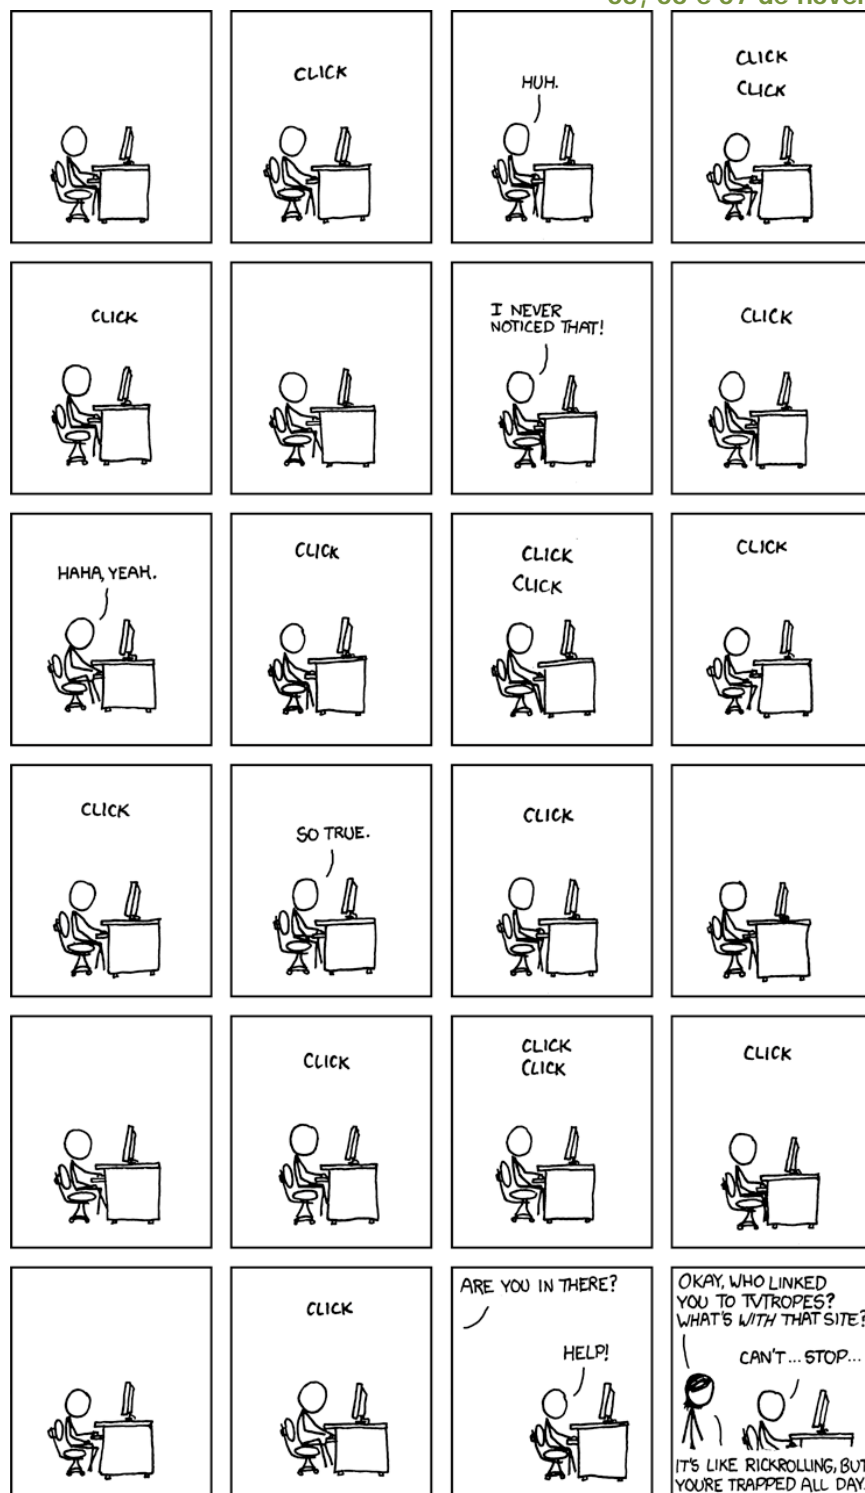 CLICK
HUH.
CLICK
CLICK
CLICK
I NEVER
NOTICED THAT!
CLICK
HAHA, YEAH.
CLICK
CLICK
CLICK
CLICK
CLICK
SO TRUE.
CLICK
CLICK
CLICK
CLICK
CLICK
CLICK
ARE YOU IN THERE?
HELP!
OKAY, WHO LINKED
YOU TO TVTROPES?
WHAT'S WITH THAT SITE?
CAN'T... STOP...
IT'S LIKE RICKROLLING, BUT
YOU'RE TRAPPED ALL DAY.